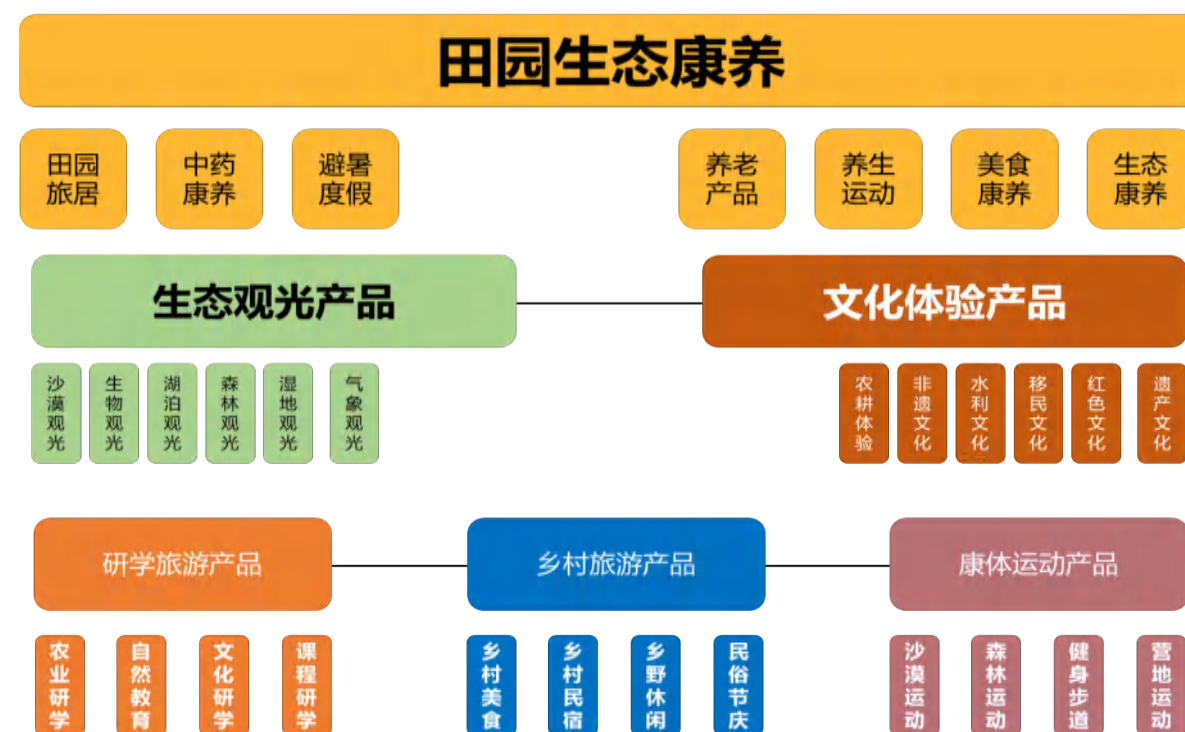 田园生态康养
田园
旅居
中药
康养
避暑
度假
养老
产品
养生
运动
美食
康养
生态
康养
生态观光产品
文化体验产品
沙漠观光
生物观光
湖泊观光
森林观光
湿地观光
气象观光
农耕体验
非遗文化
水利文化
移民文化
红色文化
遗产文化
研学旅游产品
乡村旅游产品
康体运动产品
农业研学
自然教育
文化研学
课程研学
乡村美食
乡村民宿
乡野休闲
民俗节庆
沙漠运动
森林运动
健身步道
营地运动